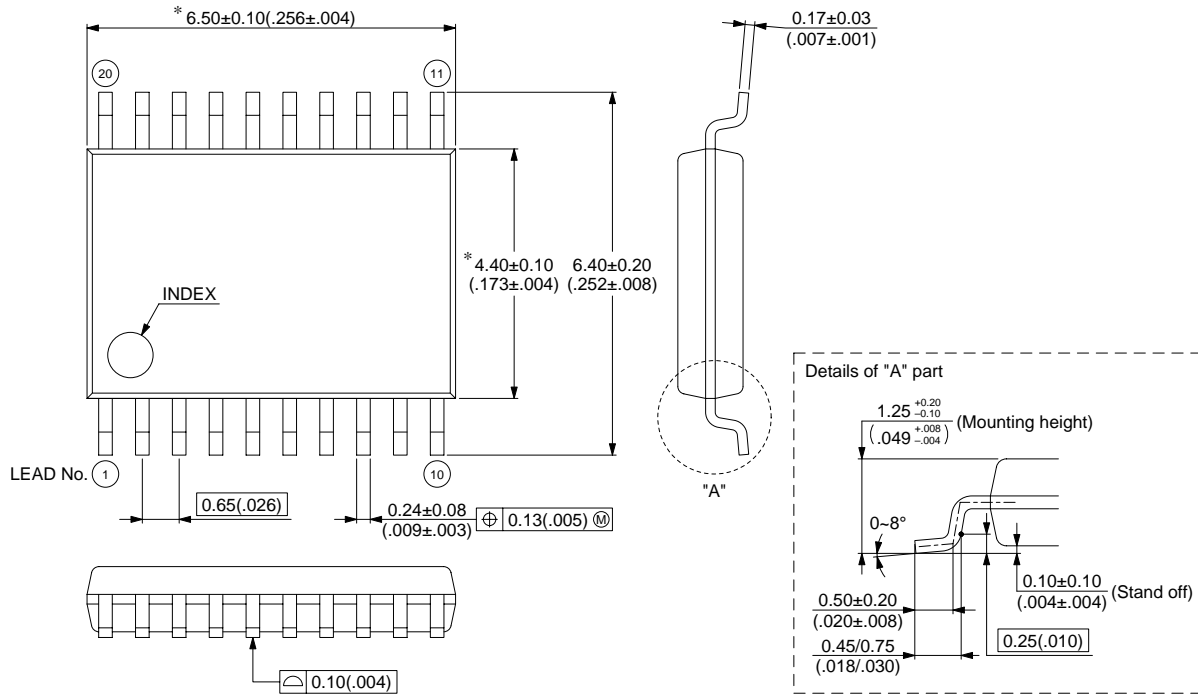 * 6.50±0.10(.256±.004)
0.17±0.03
(.007±.001)
20
11
* 4.40±0.10
(.173±.004)
6.40±0.20
(.252±.008)
INDEX
LEAD No.
1
10
"A"
0.65(.026)
0.24±0.08
(.009±.003)
⌖ 0.13(.005) Ⓜ
⌓ 0.10(.004)
Details of "A" part
1.25 +0.20 −0.10 (Mounting height)
(.049 +.008 −.004)
0~8°
0.50±0.20
(.020±.008)
0.45/0.75
(.018/.030)
0.10±0.10
(.004±.004)
(Stand off)
0.25(.010)